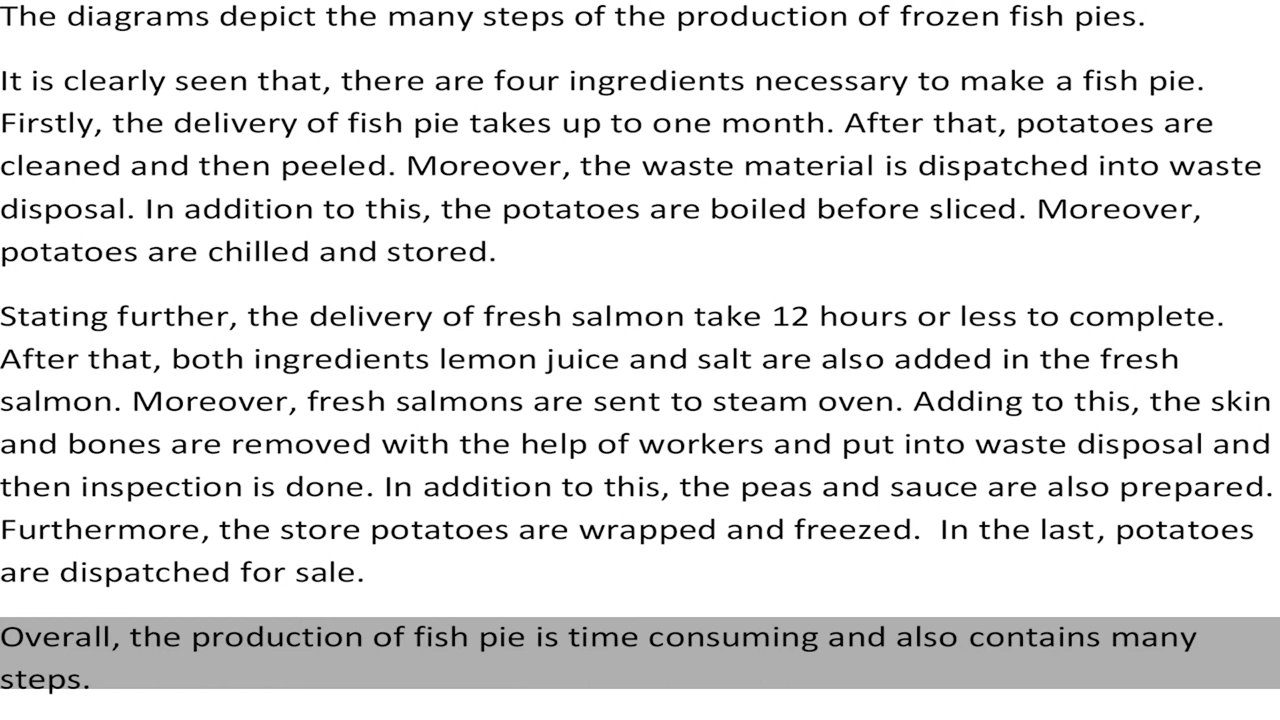 The diagrams depict the many steps of the production of frozen fish pies.
It is clearly seen that, there are four ingredients necessary to make a fish pie.
Firstly, the delivery of fish pie takes up to one month. After that, potatoes are
cleaned and then peeled. Moreover, the waste material is dispatched into waste
disposal. In addition to this, the potatoes are boiled before sliced. Moreover,
potatoes are chilled and stored.
Stating further, the delivery of fresh salmon take 12 hours or less to complete.
After that, both ingredients lemon juice and salt are also added in the fresh
salmon. Moreover, fresh salmons are sent to steam oven. Adding to this, the skin
and bones are removed with the help of workers and put into waste disposal and
then inspection is done. In addition to this, the peas and sauce are also prepared.
Furthermore, the store potatoes are wrapped and freezed.  In the last, potatoes
are dispatched for sale.
Overall, the production of fish pie is time consuming and also contains many
steps.